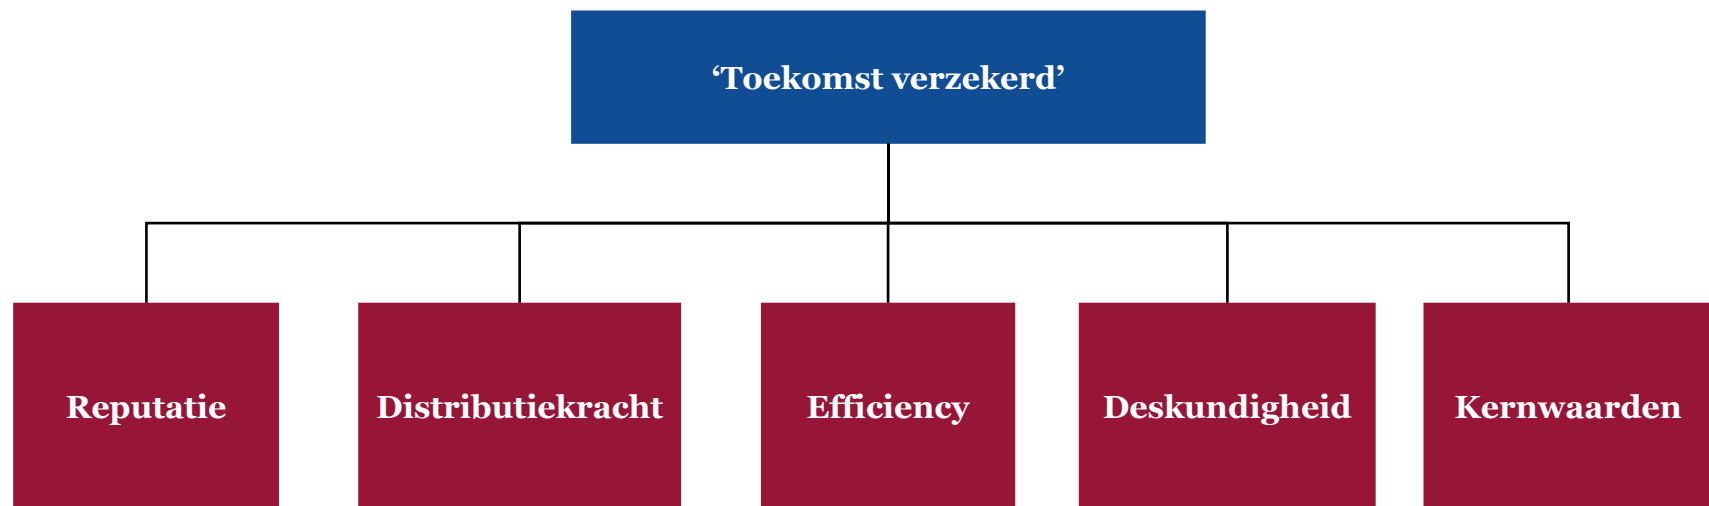 ‘Toekomst verzekerd’
Reputatie
Distributiekracht
Efficiency
Deskundigheid
Kernwaarden